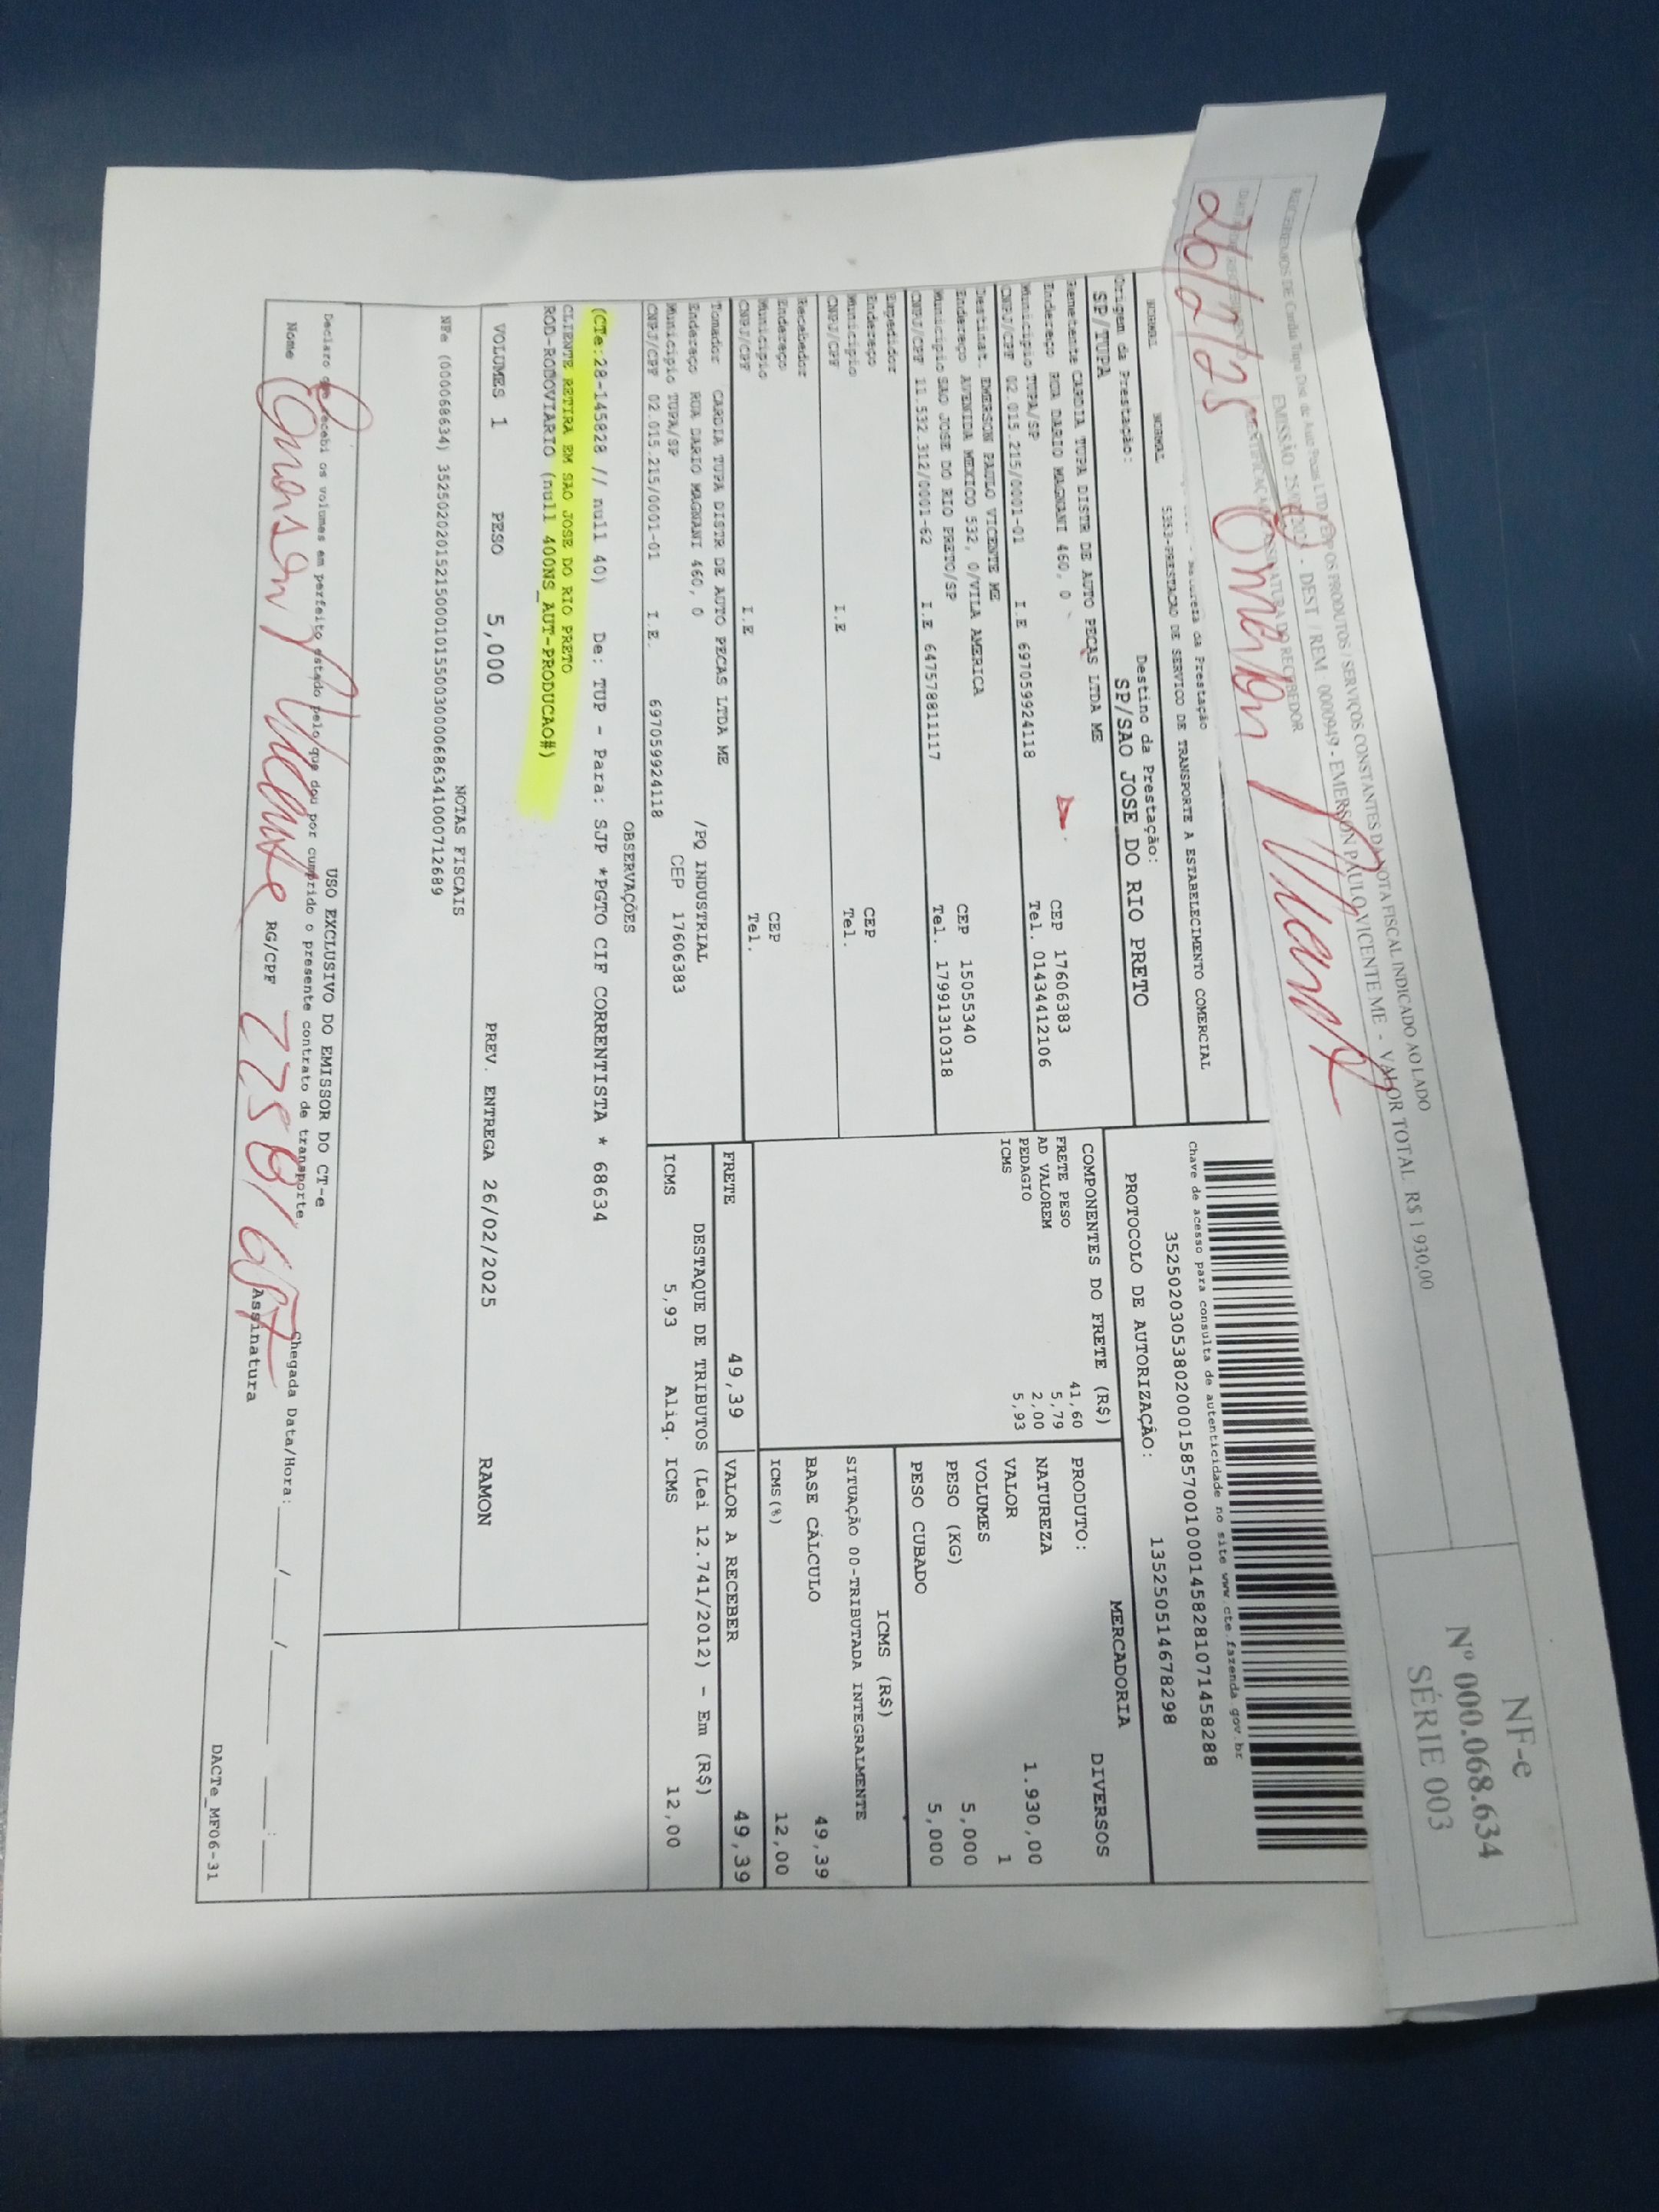 RECEBEMOS DE Cardia Tupa Dist. de Auto Peças LTDA EPP OS PRODUTOS / SERVIÇOS CONSTANTES DA NOTA FISCAL INDICADO AO LADO
DEST / REM: 0000949 - EMERSON PAULO VICENTE ME - VALOR TOTAL R$ 1.930,00
ASSINATURA DO RECEBEDOR
26/2/25 Emerson P Vicente
NF-e
Nº 000.068.634
SÉRIE 003
NORMAL NORMAL Natureza da Prestação
5353-PRESTACAO DE SERVICO DE TRANSPORTE A ESTABELECIMENTO COMERCIAL
Chave de acesso para consulta de autenticidade no site www.cte.fazenda.gov.br
35250203053802000158570010001458281071458288
Origem da Prestação: Destino da Prestação:
SP/TUPA SP/SAO JOSE DO RIO PRETO
PROTOCOLO DE AUTORIZAÇÃO: 135250514678298
Remetente CARDIA TUPA DISTR DE AUTO PECAS LTDA ME
Endereço RUA DARIO MAGNANI 460, 0 CEP 17606383
Município TUPA/SP Tel. 01434412106
CNPJ/CPF 02.015.215/0001-01 I.E 697059924118
Destinat. EMERSON PAULO VICENTE ME
Endereço AVENIDA MEXICO 532, 0/VILA AMERICA CEP 15055340
Município SAO JOSE DO RIO PRETO/SP Tel. 17991310318
CNPJ/CPF 11.532.312/0001-62 I.E 647578811117
Expedidor
Endereço CEP
Município Tel.
CNPJ/CPF I.E
Recebedor
Endereço CEP
Município Tel.
CNPJ/CPF I.E
Tomador CARDIA TUPA DISTR DE AUTO PECAS LTDA ME
Endereço RUA DARIO MAGNANI 460, 0 /PQ INDUSTRIAL
Município TUPA/SP CEP 17606383
CNPJ/CPF 02.015.215/0001-01 I.E. 697059924118
COMPONENTES DO FRETE (R$)
FRETE PESO 41,60
AD VALOREM 5,79
PEDAGIO 2,00
ICMS 5,93
MERCADORIA
PRODUTO: DIVERSOS
NATUREZA
VALOR 1.930,00
VOLUMES 1
PESO (KG) 5,000
PESO CUBADO 5,000
ICMS (R$)
SITUAÇÃO 00-TRIBUTADA INTEGRALMENTE
BASE CÁLCULO 49,39
ICMS(%) 12,00
FRETE 49,39 VALOR A RECEBER 49,39
DESTAQUE DE TRIBUTOS (Lei 12.741/2012) - Em (R$)
ICMS 5,93 Aliq. ICMS 12,00
OBSERVAÇÕES
(CTe:28-145828 // null 40) De: TUP - Para: SJP *PGTO CIF CORRENTISTA * 68634
CLIENTE RETIRA EM SAO JOSE DO RIO PRETO
ROD-RODOVIARIO (null 400NS_AUT-PRODUCAO#)
VOLUMES 1 PESO 5,000 PREV. ENTREGA 26/02/2025 RAMON
NOTAS FISCAIS
NFe (000068634) 35250202015215000101550030000686341000712689
USO EXCLUSIVO DO EMISSOR DO CT-e
Declaro que recebi os volumes em perfeito estado pelo que dou por cumprido o presente contrato de transporte Chegada Data/Hora: ____/____/______ ____:____
Nome Emerson P Vicente RG/CPF Assinatura
DACTe_MF06-31